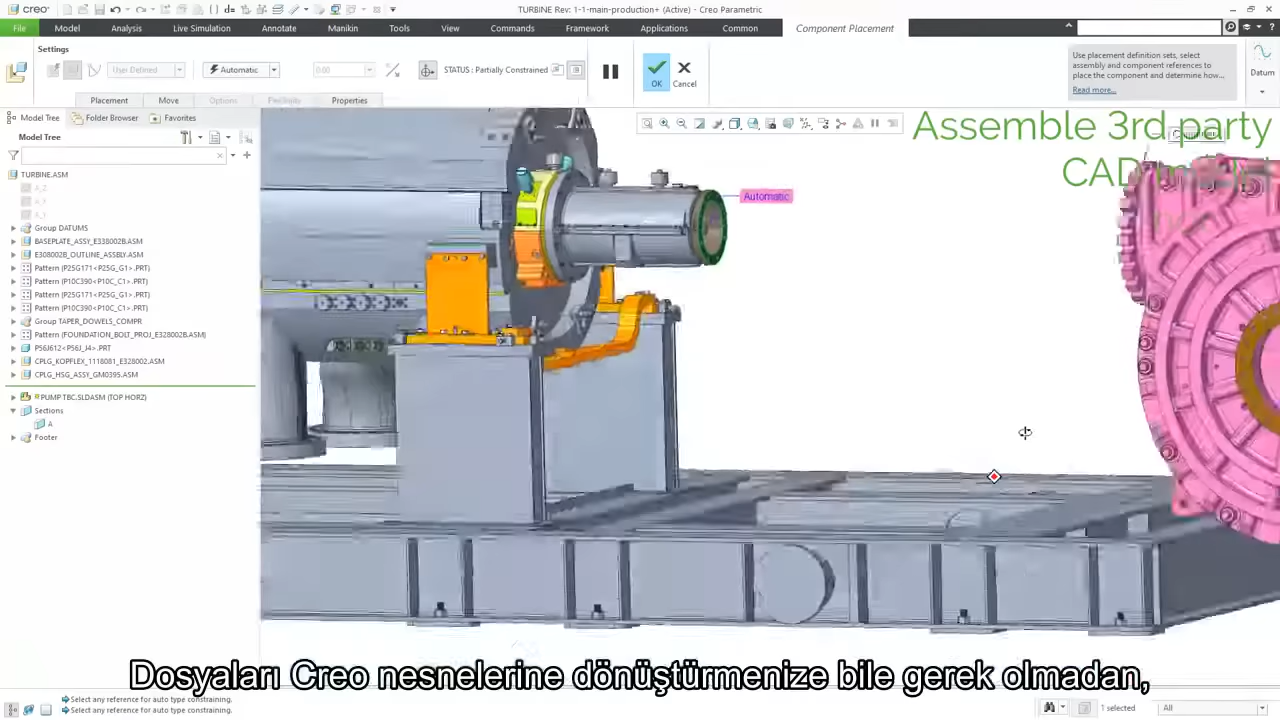 creo
TURBINE Rev: 1-1-main-production+ (Active) - Creo Parametric
File
Model
Analysis
Live Simulation
Annotate
Manikin
Tools
View
Commands
Framework
Applications
Common
Component Placement
Settings
User Defined
Automatic
0.00
STATUS : Partially Constrained
OK
Cancel
Use placement definition sets, select
assembly and component references to
place the component and determine how...
Read more...
Datum
Placement
Move
Options
Flexibility
Properties
Model Tree
Folder Browser
Favorites
Model Tree
TURBINE.ASM
A_X
Group DATUMS
BASEPLATE_ASSY_E338002B.ASM
E308002B_OUTLINE_ASSBLY.ASM
Pattern (P25G171<P25G_G1>.PRT)
Pattern (P10C390<P10C_C1>.PRT)
Pattern (P25G171<P25G_G1>.PRT)
Pattern (P10C390<P10C_C1>.PRT)
Group TAPER_DOWELS_COMPR
Pattern (FOUNDATION_BOLT_PROJ_E328002B.ASM)
P56J612<P56J_J4>.PRT
CPLG_KOPFLEX_1118081_E328002.ASM
CPLG_HSG_ASSY_GM0395.ASM
PUMP TBC.SLDASM (TOP HORZ)
Sections
A
Footer
Automatic
Assemble 3rd party
CAD
Dosyaları Creo nesnelerine dönüştürmenize bile gerek olmadan,
Select any reference for auto type constraining.
Select any reference for auto type constraining.
1 selected
All